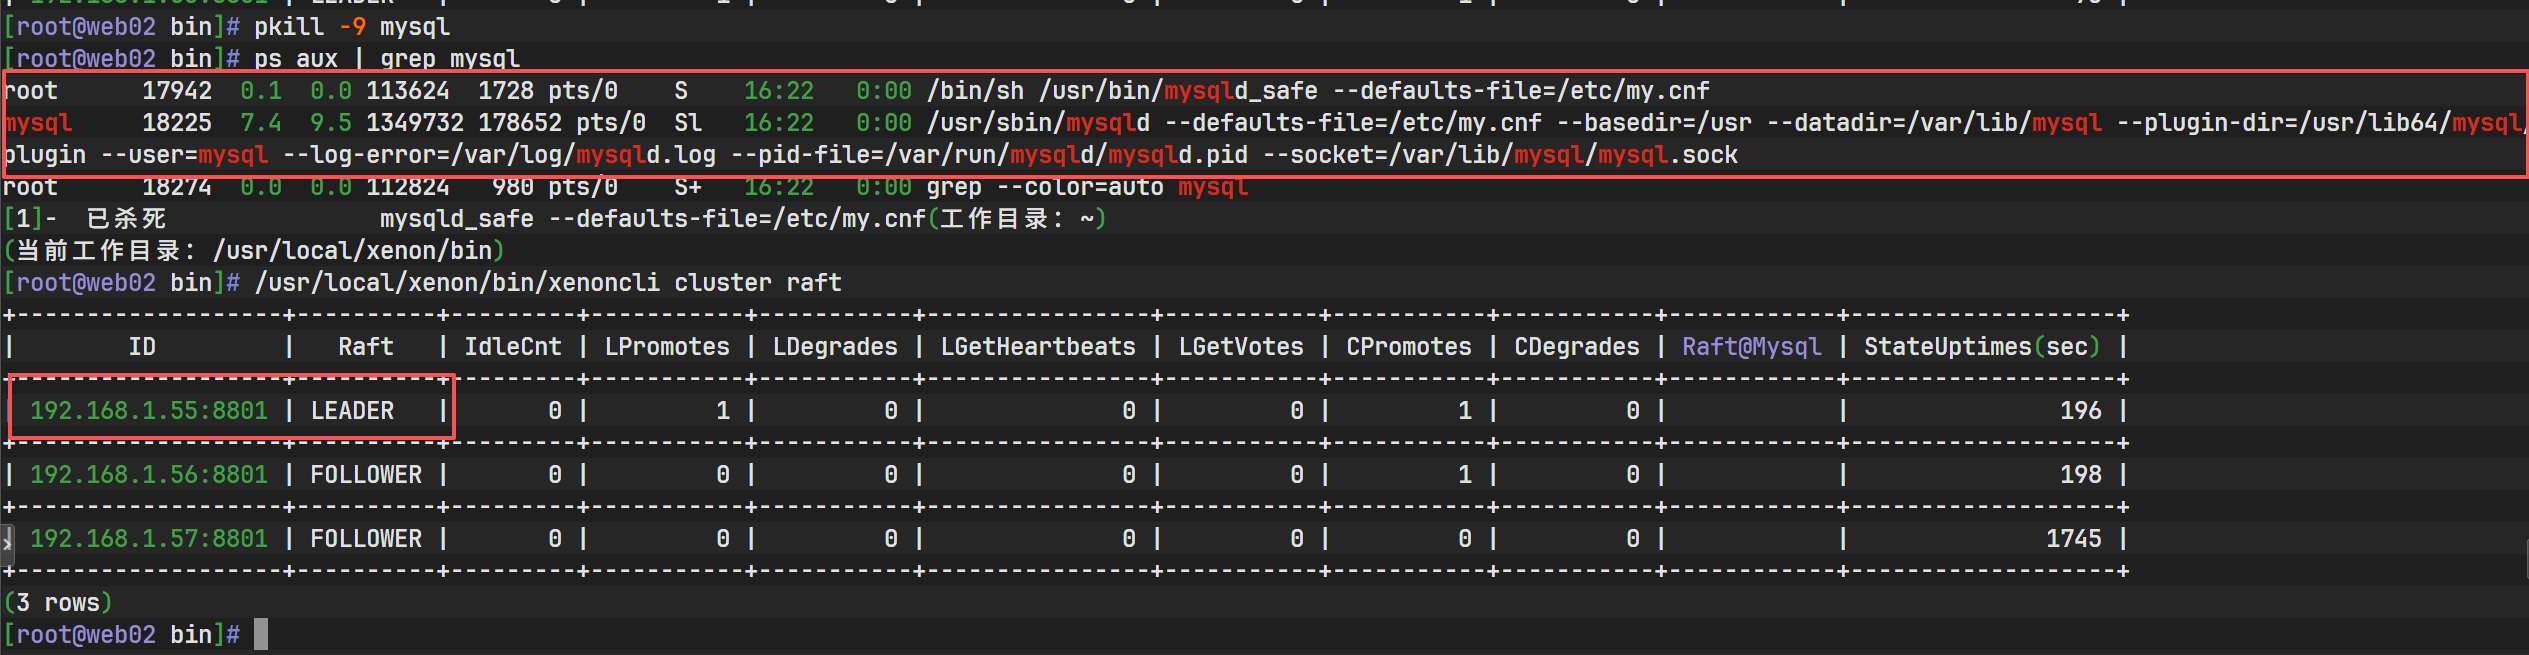 [root@web02 bin]# pkill -9 mysql
[root@web02 bin]# ps aux | grep mysql
root      17942  0.1  0.0 113624  1728 pts/0    S    16:22   0:00 /bin/sh /usr/bin/mysqld_safe --defaults-file=/etc/my.cnf
mysql     18225  7.4  9.5 1349732 178652 pts/0  Sl   16:22   0:00 /usr/sbin/mysqld --defaults-file=/etc/my.cnf --basedir=/usr --datadir=/var/lib/mysql --plugin-dir=/usr/lib64/mysql/
plugin --user=mysql --log-error=/var/log/mysqld.log --pid-file=/var/run/mysqld/mysqld.pid --socket=/var/lib/mysql/mysql.sock
root      18274  0.0  0.0 112824   980 pts/0    S+   16:22   0:00 grep --color=auto mysql
[1]-  已杀死               mysqld_safe --defaults-file=/etc/my.cnf(工作目录: ~)
(当前工作目录: /usr/local/xenon/bin)
[root@web02 bin]# /usr/local/xenon/bin/xenoncli cluster raft
+-------------------+----------+---------+-----------+-----------+----------------+-----------+-----------+-----------+------------+-------------------+
|        ID         |   Raft   | IdleCnt | LPromotes | LDegrades | LGetHeartbeats | LGetVotes | CPromotes | CDegrades | Raft@Mysql | StateUptimes(sec) |
+-------------------+----------+---------+-----------+-----------+----------------+-----------+-----------+-----------+------------+-------------------+
| 192.168.1.55:8801 | LEADER   |       0 |         1 |         0 |              0 |         0 |         1 |         0 |            |               196 |
+-------------------+----------+---------+-----------+-----------+----------------+-----------+-----------+-----------+------------+-------------------+
| 192.168.1.56:8801 | FOLLOWER |       0 |         0 |         0 |              0 |         0 |         1 |         0 |            |               198 |
+-------------------+----------+---------+-----------+-----------+----------------+-----------+-----------+-----------+------------+-------------------+
| 192.168.1.57:8801 | FOLLOWER |       0 |         0 |         0 |              0 |         0 |         0 |         0 |            |              1745 |
+-------------------+----------+---------+-----------+-----------+----------------+-----------+-----------+-----------+------------+-------------------+
(3 rows)
[root@web02 bin]#